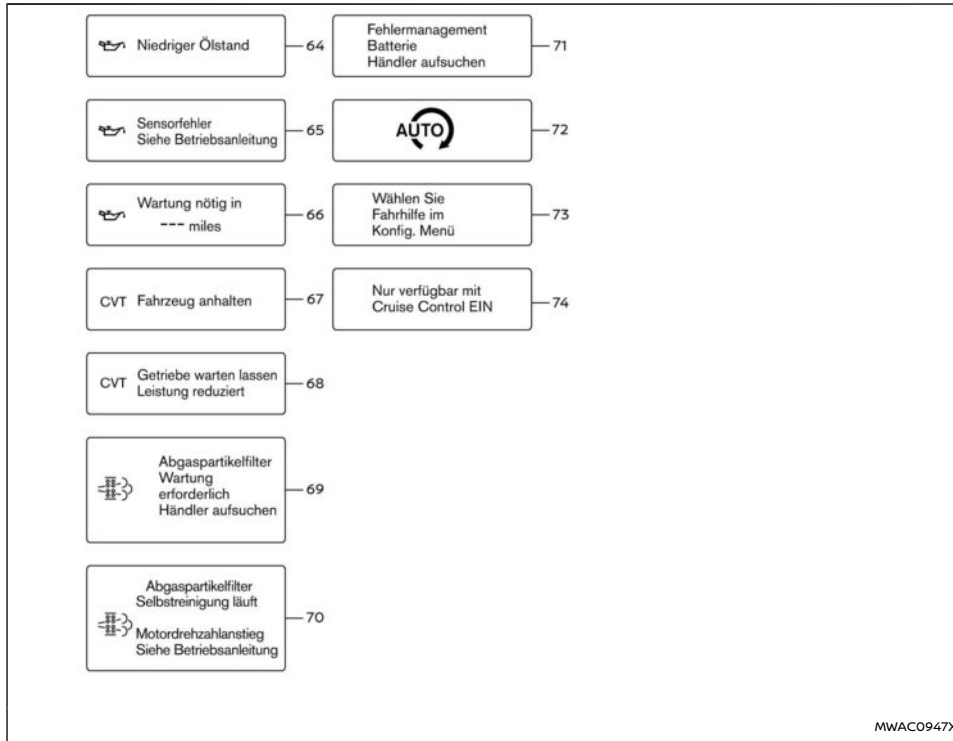 Niedriger Ölstand
64
Sensorfehler
Siehe Betriebsanleitung
65
Wartung nötig in
--- miles
66
CVT Fahrzeug anhalten
67
CVT Getriebe warten lassen
Leistung reduziert
68
Abgaspartikelfilter
Wartung
erforderlich
Händler aufsuchen
69
Abgaspartikelfilter
Selbstreinigung läuft
Motordrehzahlanstieg
Siehe Betriebsanleitung
70
Fehlermanagement
Batterie
Händler aufsuchen
71
AUTO
72
Wählen Sie
Fahrhilfe im
Konfig. Menü
73
Nur verfügbar mit
Cruise Control EIN
74
MWAC0947X